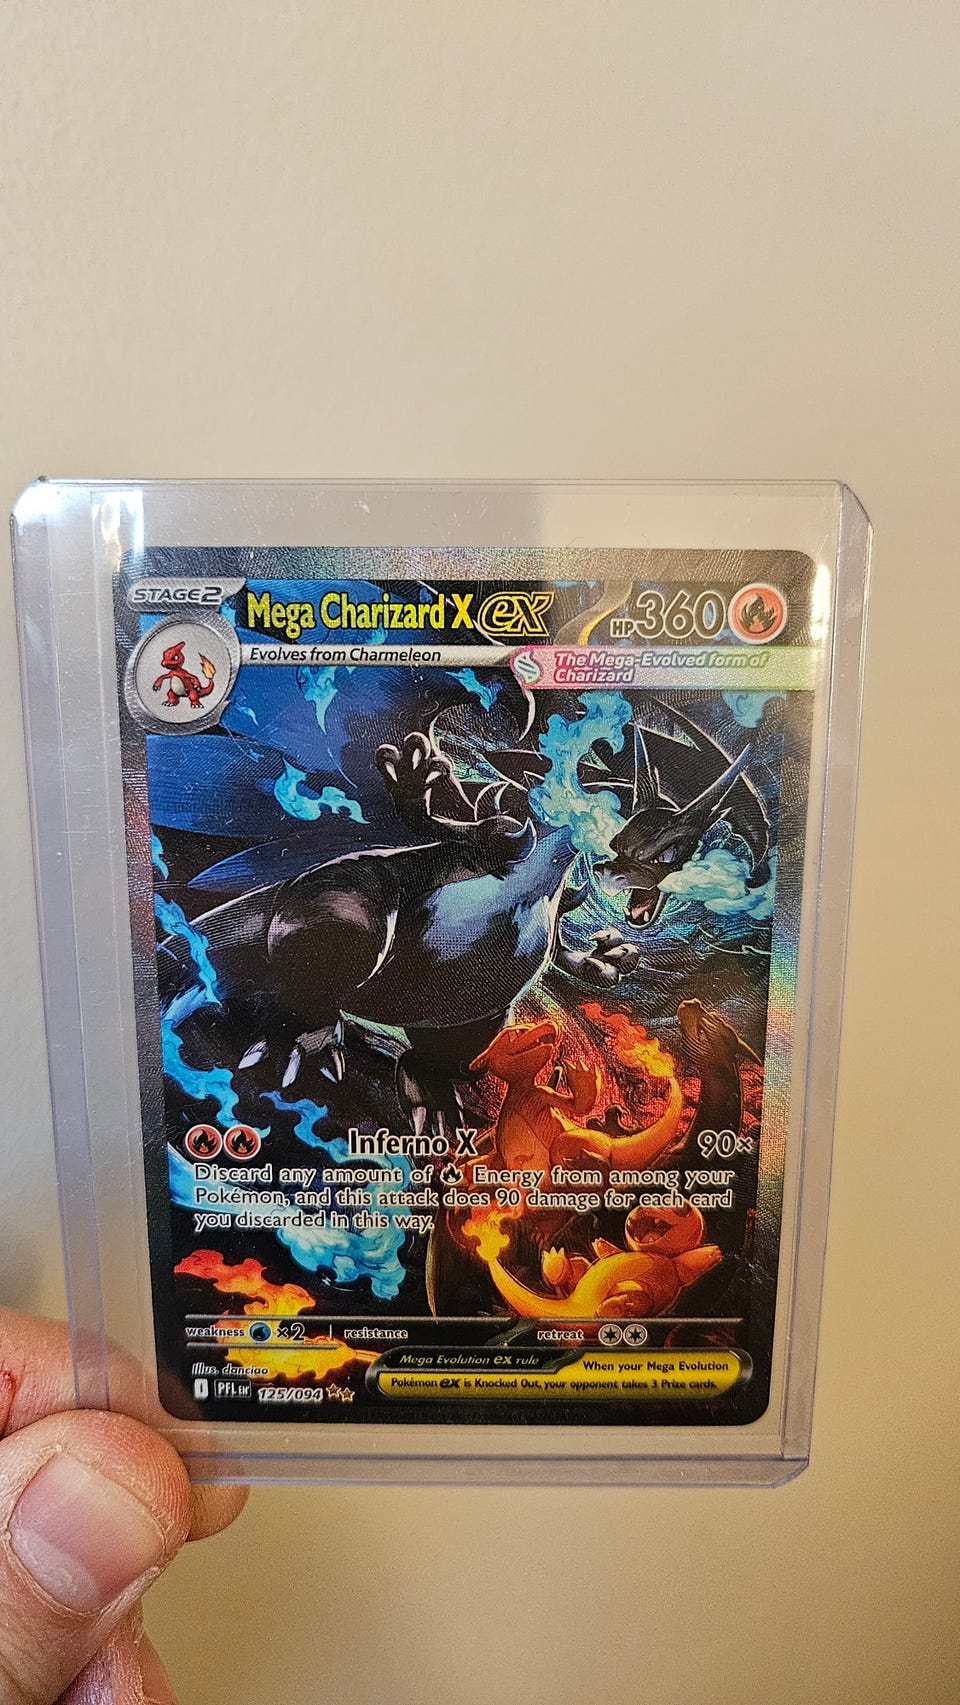 STAGE2
Mega Charizard X ex
HP360
Evolves from Charmeleon
The Mega-Evolved form of
Charizard
Inferno X
90×
Discard any amount of Energy from among your
Pokémon, and this attack does 90 damage for each card
you discarded in this way.
weakness ×2 resistance retreat
Mega Evolution ex rule
When your Mega Evolution
Pokémon ex is Knocked Out, your opponent takes 3 Prize cards.
Illus. danciao
PFL EN 125/094